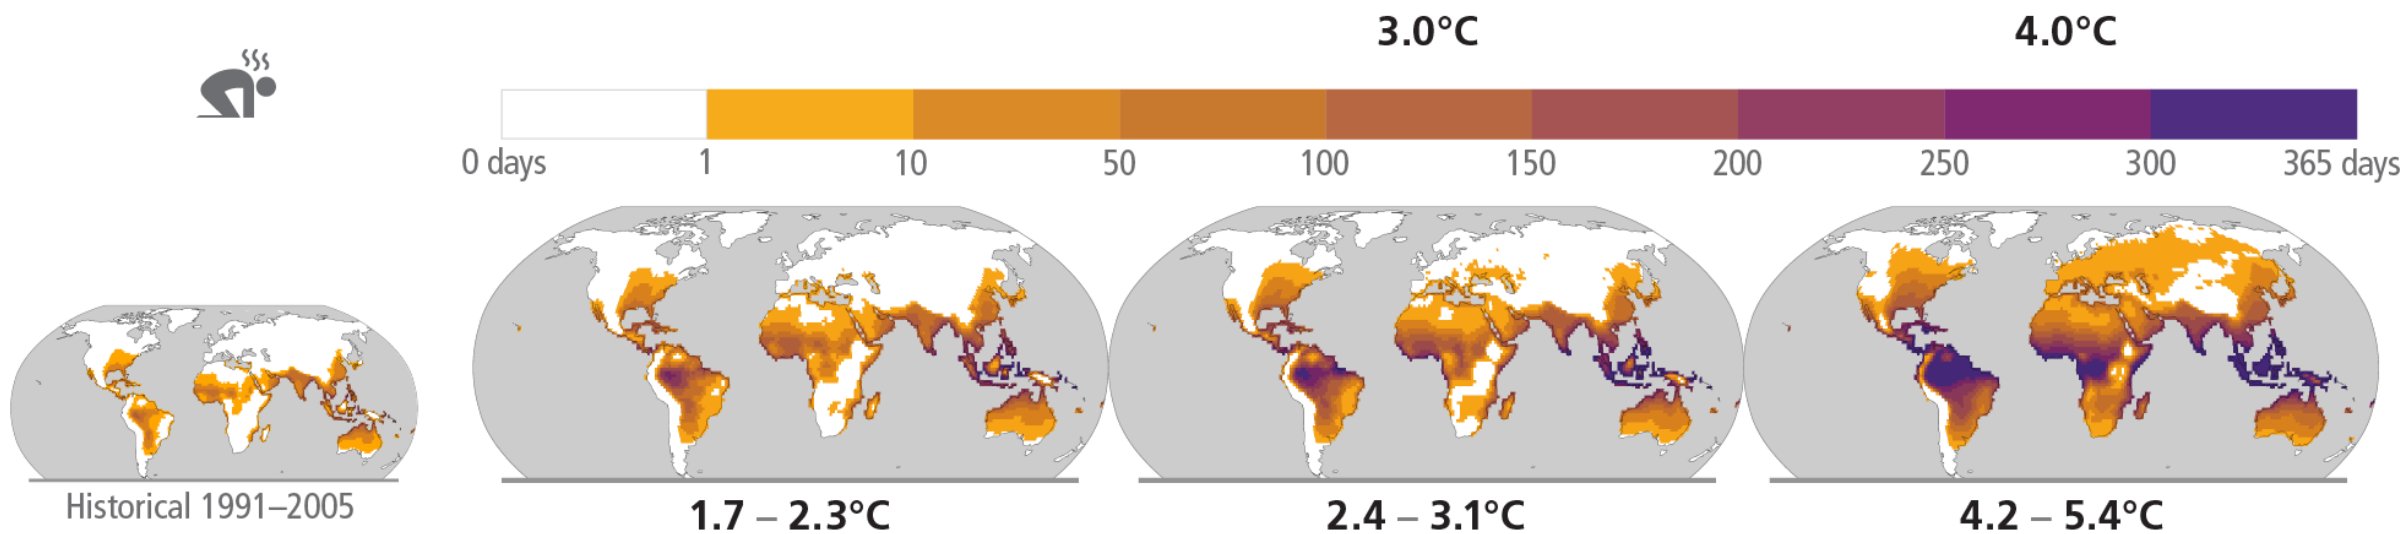 3.0°C
4.0°C
0 days 1 10 50 100 150 200 250 300 365 days
Historical 1991–2005
1.7 – 2.3°C
2.4 – 3.1°C
4.2 – 5.4°C